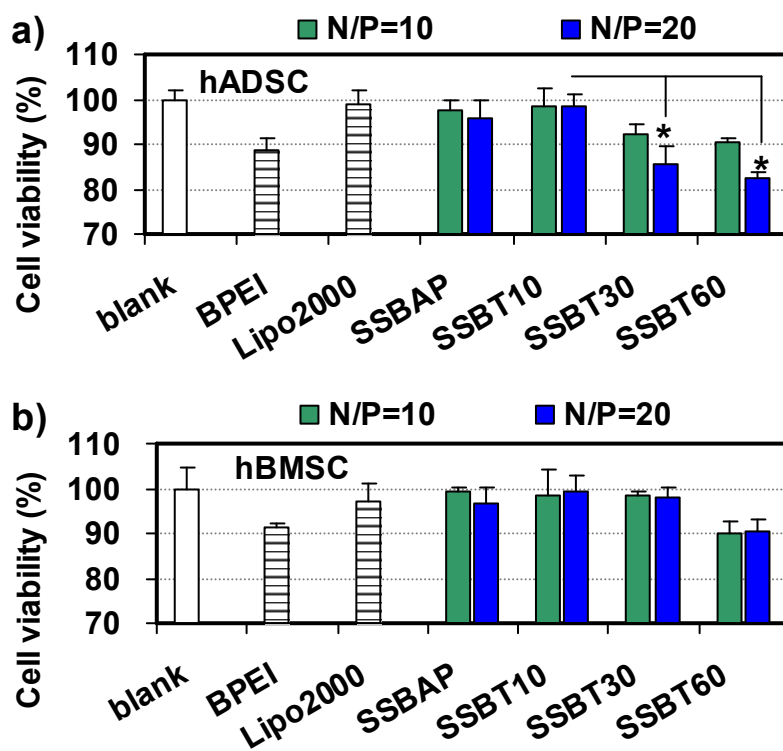 a)
N/P=10 N/P=20
Cell viability (%)
110
100
90
80
70
hADSC
*
*
blank BPEI Lipo2000 SSBAP SSBT10 SSBT30 SSBT60
b)
N/P=10 N/P=20
Cell viability (%)
110
100
90
80
70
hBMSC
blank BPEI Lipo2000 SSBAP SSBT10 SSBT30 SSBT60